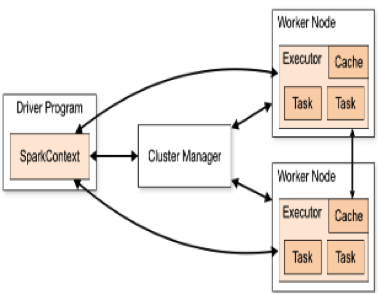 Worker Node
Executor
Cache
Task Task
Driver Program
SparkContext
Cluster Manager
Worker Node
Executor
Cache
Task Task